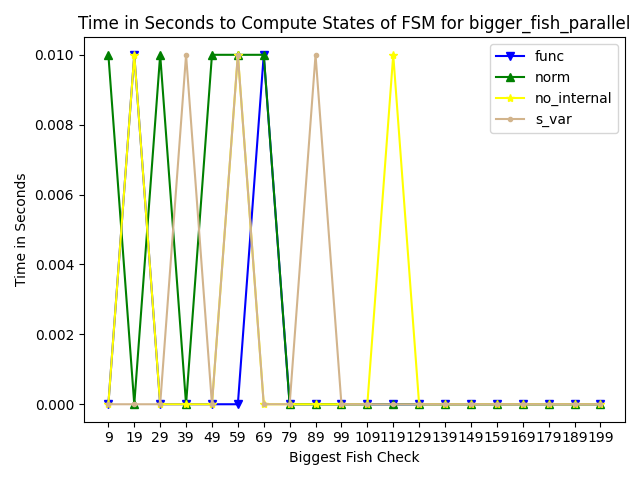 Time in Seconds to Compute States of FSM for bigger_fish_parallel
func
norm
no_internal
s_var
Time in Seconds
0.010
0.008
0.006
0.004
0.002
0.000
9 19 29 39 49 59 69 79 89 99 109 119 129 139 149 159 169 179 189 199
Biggest Fish Check